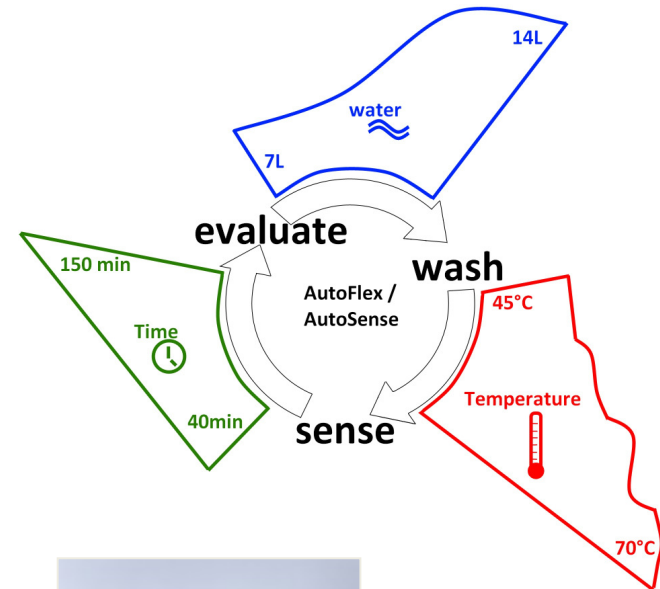 14L
water
7L
evaluate
wash
150 min
AutoFlex /
AutoSense
45°C
Time
Temperature
40min
sense
70°C